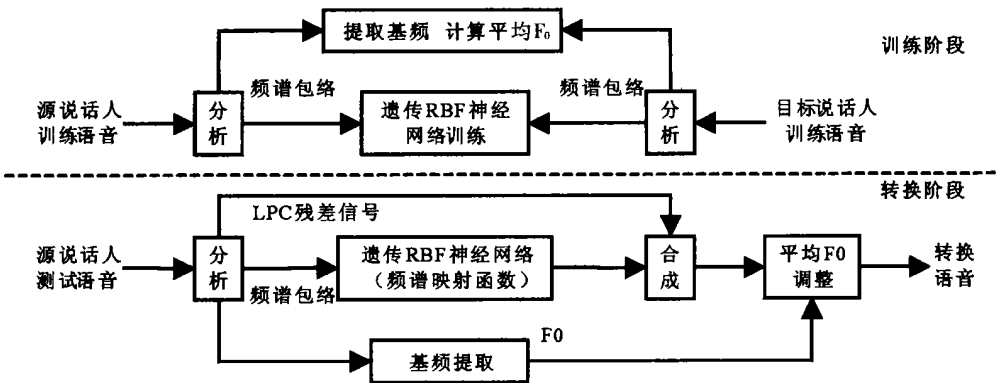 提取基频 计算平均F₀
训练阶段
频谱包络
频谱包络
源说话人
训练语音
分析
遗传RBF神经
网络训练
分析
目标说话人
训练语音
转换阶段
LPC残差信号
源说话人
测试语音
分析
频谱包络
遗传RBF神经网络
(频谱映射函数)
合成
平均F0
调整
转换
语音
F0
基频提取